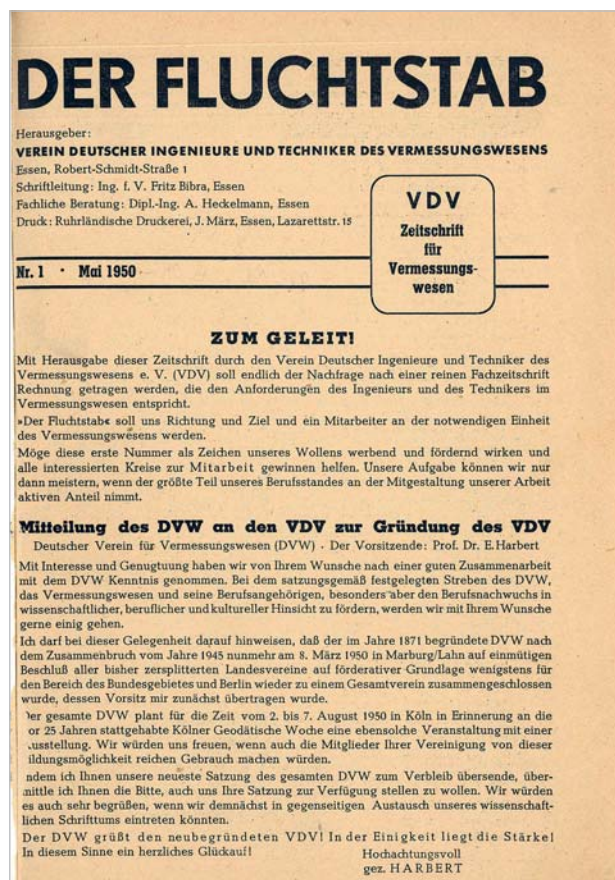 DER FLUCHTSTAB
Herausgeber:
VEREIN DEUTSCHER INGENIEURE UND TECHNIKER DES VERMESSUNGSWESENS
Essen, Robert-Schmidt-Straße 1
Schriftleitung: Ing. f. V. Fritz Bibra, Essen
Fachliche Beratung: Dipl.-Ing. A. Heckelmann, Essen
Druck: Ruhrländische Druckerei, J. März, Essen, Lazarettstr. 15
VDV
Zeitschrift
für
Vermessungs-
wesen
Nr. 1 · Mai 1950
ZUM GELEIT!
Mit Herausgabe dieser Zeitschrift durch den Verein Deutscher Ingenieure und Techniker des
Vermessungswesens e. V. (VDV) soll endlich der Nachfrage nach einer reinen Fachzeitschrift
Rechnung getragen werden, die den Anforderungen des Ingenieurs und des Technikers im
Vermessungswesen entspricht.
»Der Fluchtstab« soll uns Richtung und Ziel und ein Mitarbeiter an der notwendigen Einheit
des Vermessungswesens werden.
Möge diese erste Nummer als Zeichen unseres Wollens werbend und fördernd wirken und
alle interessierten Kreise zur Mitarbeit gewinnen helfen. Unsere Aufgabe können wir nur
dann meistern, wenn der größte Teil unseres Berufsstandes an der Mitgestaltung unserer Arbeit
aktiven Anteil nimmt.
Mitteilung des DVW an den VDV zur Gründung des VDV
Deutscher Verein für Vermessungswesen (DVW) · Der Vorsitzende: Prof. Dr. E. Harbert
Mit Interesse und Genugtuung haben wir von Ihrem Wunsche nach einer guten Zusammenarbeit
mit dem DVW Kenntnis genommen. Bei dem satzungsgemäß festgelegten Streben des DVW,
das Vermessungswesen und seine Berufsangehörigen, besonders aber den Berufsnachwuchs in
wissenschaftlicher, beruflicher und kultureller Hinsicht zu fördern, werden wir mit Ihrem Wunsche
gerne einig gehen.
Ich darf bei dieser Gelegenheit darauf hinweisen, daß der im Jahre 1871 begründete DVW nach
dem Zusammenbruch vom Jahre 1945 nunmehr am 8. März 1950 in Marburg/Lahn auf einmütigen
Beschluß aller bisher zersplitterten Landesvereine auf förderativer Grundlage wenigstens für
den Bereich des Bundesgebietes und Berlin wieder zu einem Gesamtverein zusammengeschlossen
wurde, dessen Vorsitz mir zunächst übertragen wurde.
er gesamte DVW plant für die Zeit vom 2. bis 7. August 1950 in Köln in Erinnerung an die
or 25 Jahren stattgehabte Kölner Geodätische Woche eine ebensolche Veranstaltung mit einer
usstellung. Wir würden uns freuen, wenn auch die Mitglieder Ihrer Vereinigung von dieser
ildungsmöglichkeit reichen Gebrauch machen würden.
ndem ich Ihnen unsere neueste Satzung des gesamten DVW zum Verbleib übersende, über-
mittle ich Ihnen die Bitte, auch uns Ihre Satzung zur Verfügung stellen zu wollen. Wir würden
es auch sehr begrüßen, wenn wir demnächst in gegenseitigen Austausch unseres wissenschaft-
lichen Schrifttums eintreten könnten.
Der DVW grüßt den neubegründeten VDV! In der Einigkeit liegt die Stärke!
In diesem Sinne ein herzliches Glückauf!
Hochachtungsvoll
gez. HARBERT